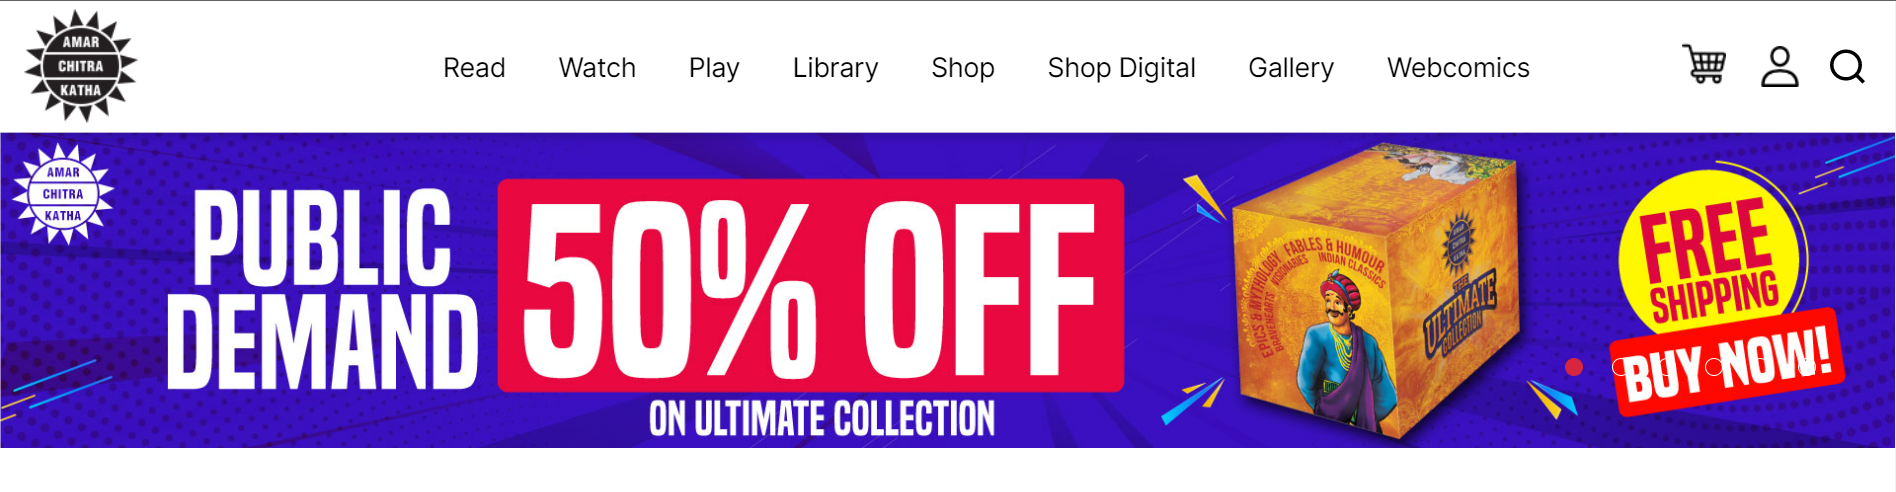 AMAR
CHITRA
KATHA
Read Watch Play Library Shop Shop Digital Gallery Webcomics
AMAR
CHITRA
KATHA
PUBLIC
DEMAND
50% OFF
ON ULTIMATE COLLECTION
EPICS & MYTHOLOGY FABLES & HUMOUR
BRAVEHEARTS VISIONARIES INDIAN CLASSICS
THE
ULTIMATE
COLLECTION
FREE
SHIPPING
BUY NOW!